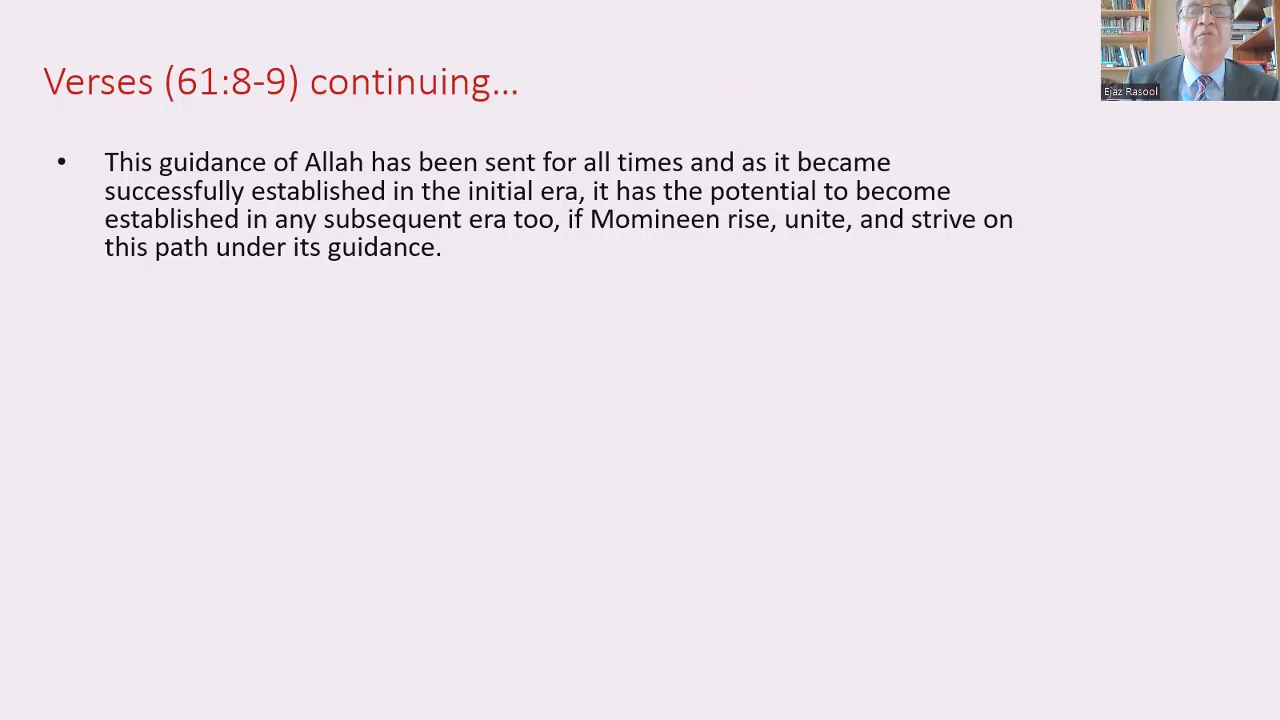 Verses (61:8-9) continuing...
Ejaz Rasool
• This guidance of Allah has been sent for all times and as it became
successfully established in the initial era, it has the potential to become
established in any subsequent era too, if Momineen rise, unite, and strive on
this path under its guidance.